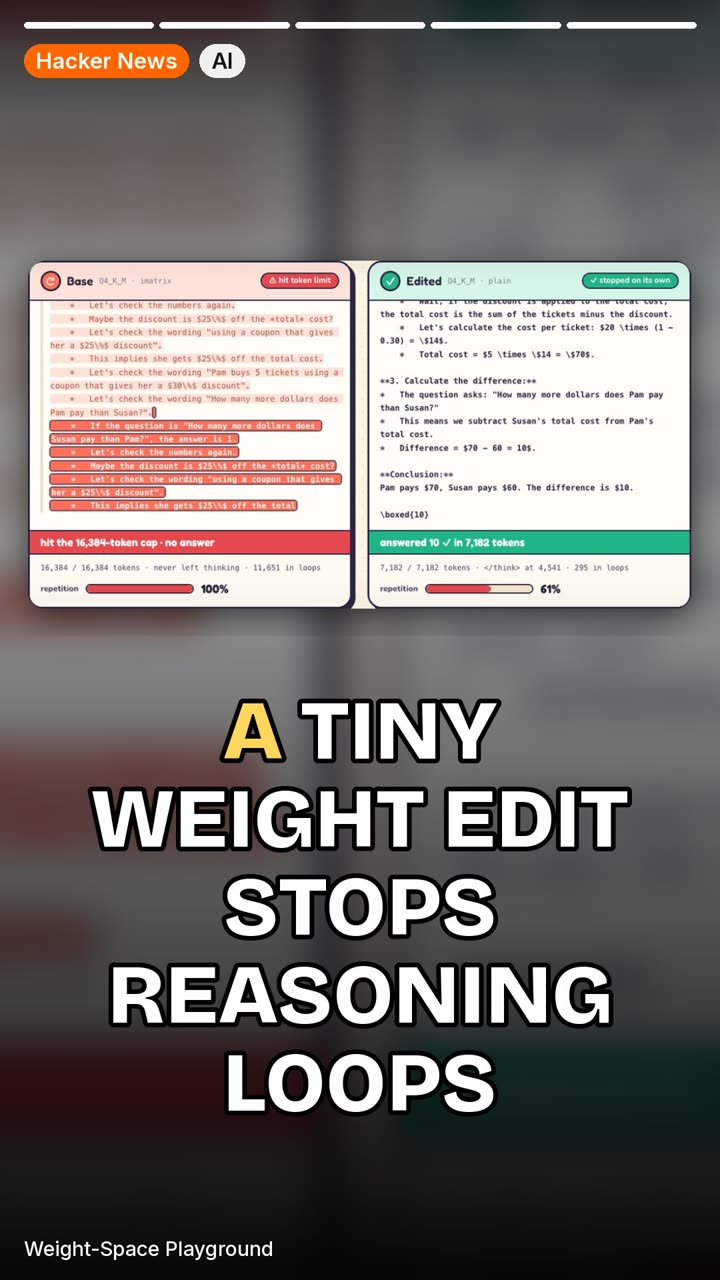 Hacker News
AI
Base Q4_K_M · imatrix
⚠ hit token limit
* Let's check the numbers again.
* Maybe the discount is $25\%$ off the *total* cost?
* Let's check the wording "using a coupon that gives
her a $25\%$ discount".
* This implies she gets $25\%$ off the total cost.
* Let's check the wording "Pam buys 5 tickets using a
coupon that gives her a $30\%$ discount".
* Let's check the wording "How many more dollars does
Pam pay than Susan?".
* If the question is "How many more dollars does
Susan pay than Pam?", the answer is 1.
* Let's check the numbers again.
* Maybe the discount is $25\%$ off the *total* cost?
* Let's check the wording "using a coupon that gives
her a $25\%$ discount".
* This implies she gets $25\%$ off the total
hit the 16,384-token cap · no answer
16,384 / 16,384 tokens · never left thinking · 11,651 in loops
repetition 100%
Edited Q4_K_M · plain
✓ stopped on its own
* Wait, if the discount is applied to the total cost,
the total cost is the sum of the tickets minus the discount.
* Let's calculate the cost per ticket: $20 \times (1 -
0.30) = \$14$.
* Total cost = $5 \times \$14 = \$70$.
**3. Calculate the difference:**
* The question asks: "How many more dollars does Pam pay
than Susan?"
* This means we subtract Susan's total cost from Pam's
total cost.
* Difference = $70 - 60 = 10$.
**Conclusion:**
Pam pays $70, Susan pays $60. The difference is $10.
\boxed{10}
answered 10 ✓ in 7,182 tokens
7,182 / 7,182 tokens · </think> at 4,541 · 295 in loops
repetition 61%
A TINY
WEIGHT EDIT
STOPS
REASONING
LOOPS
Weight-Space Playground